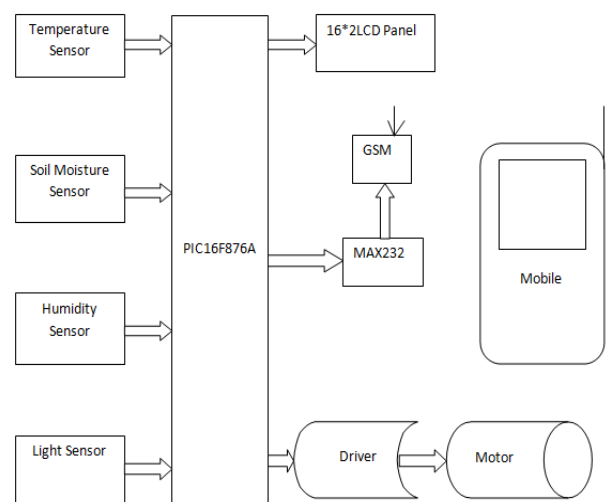 Temperature
Sensor
16*2LCD Panel
GSM
Soil Moisture
Sensor
PIC16F876A
MAX232
Mobile
Humidity
Sensor
Light Sensor
Driver
Motor